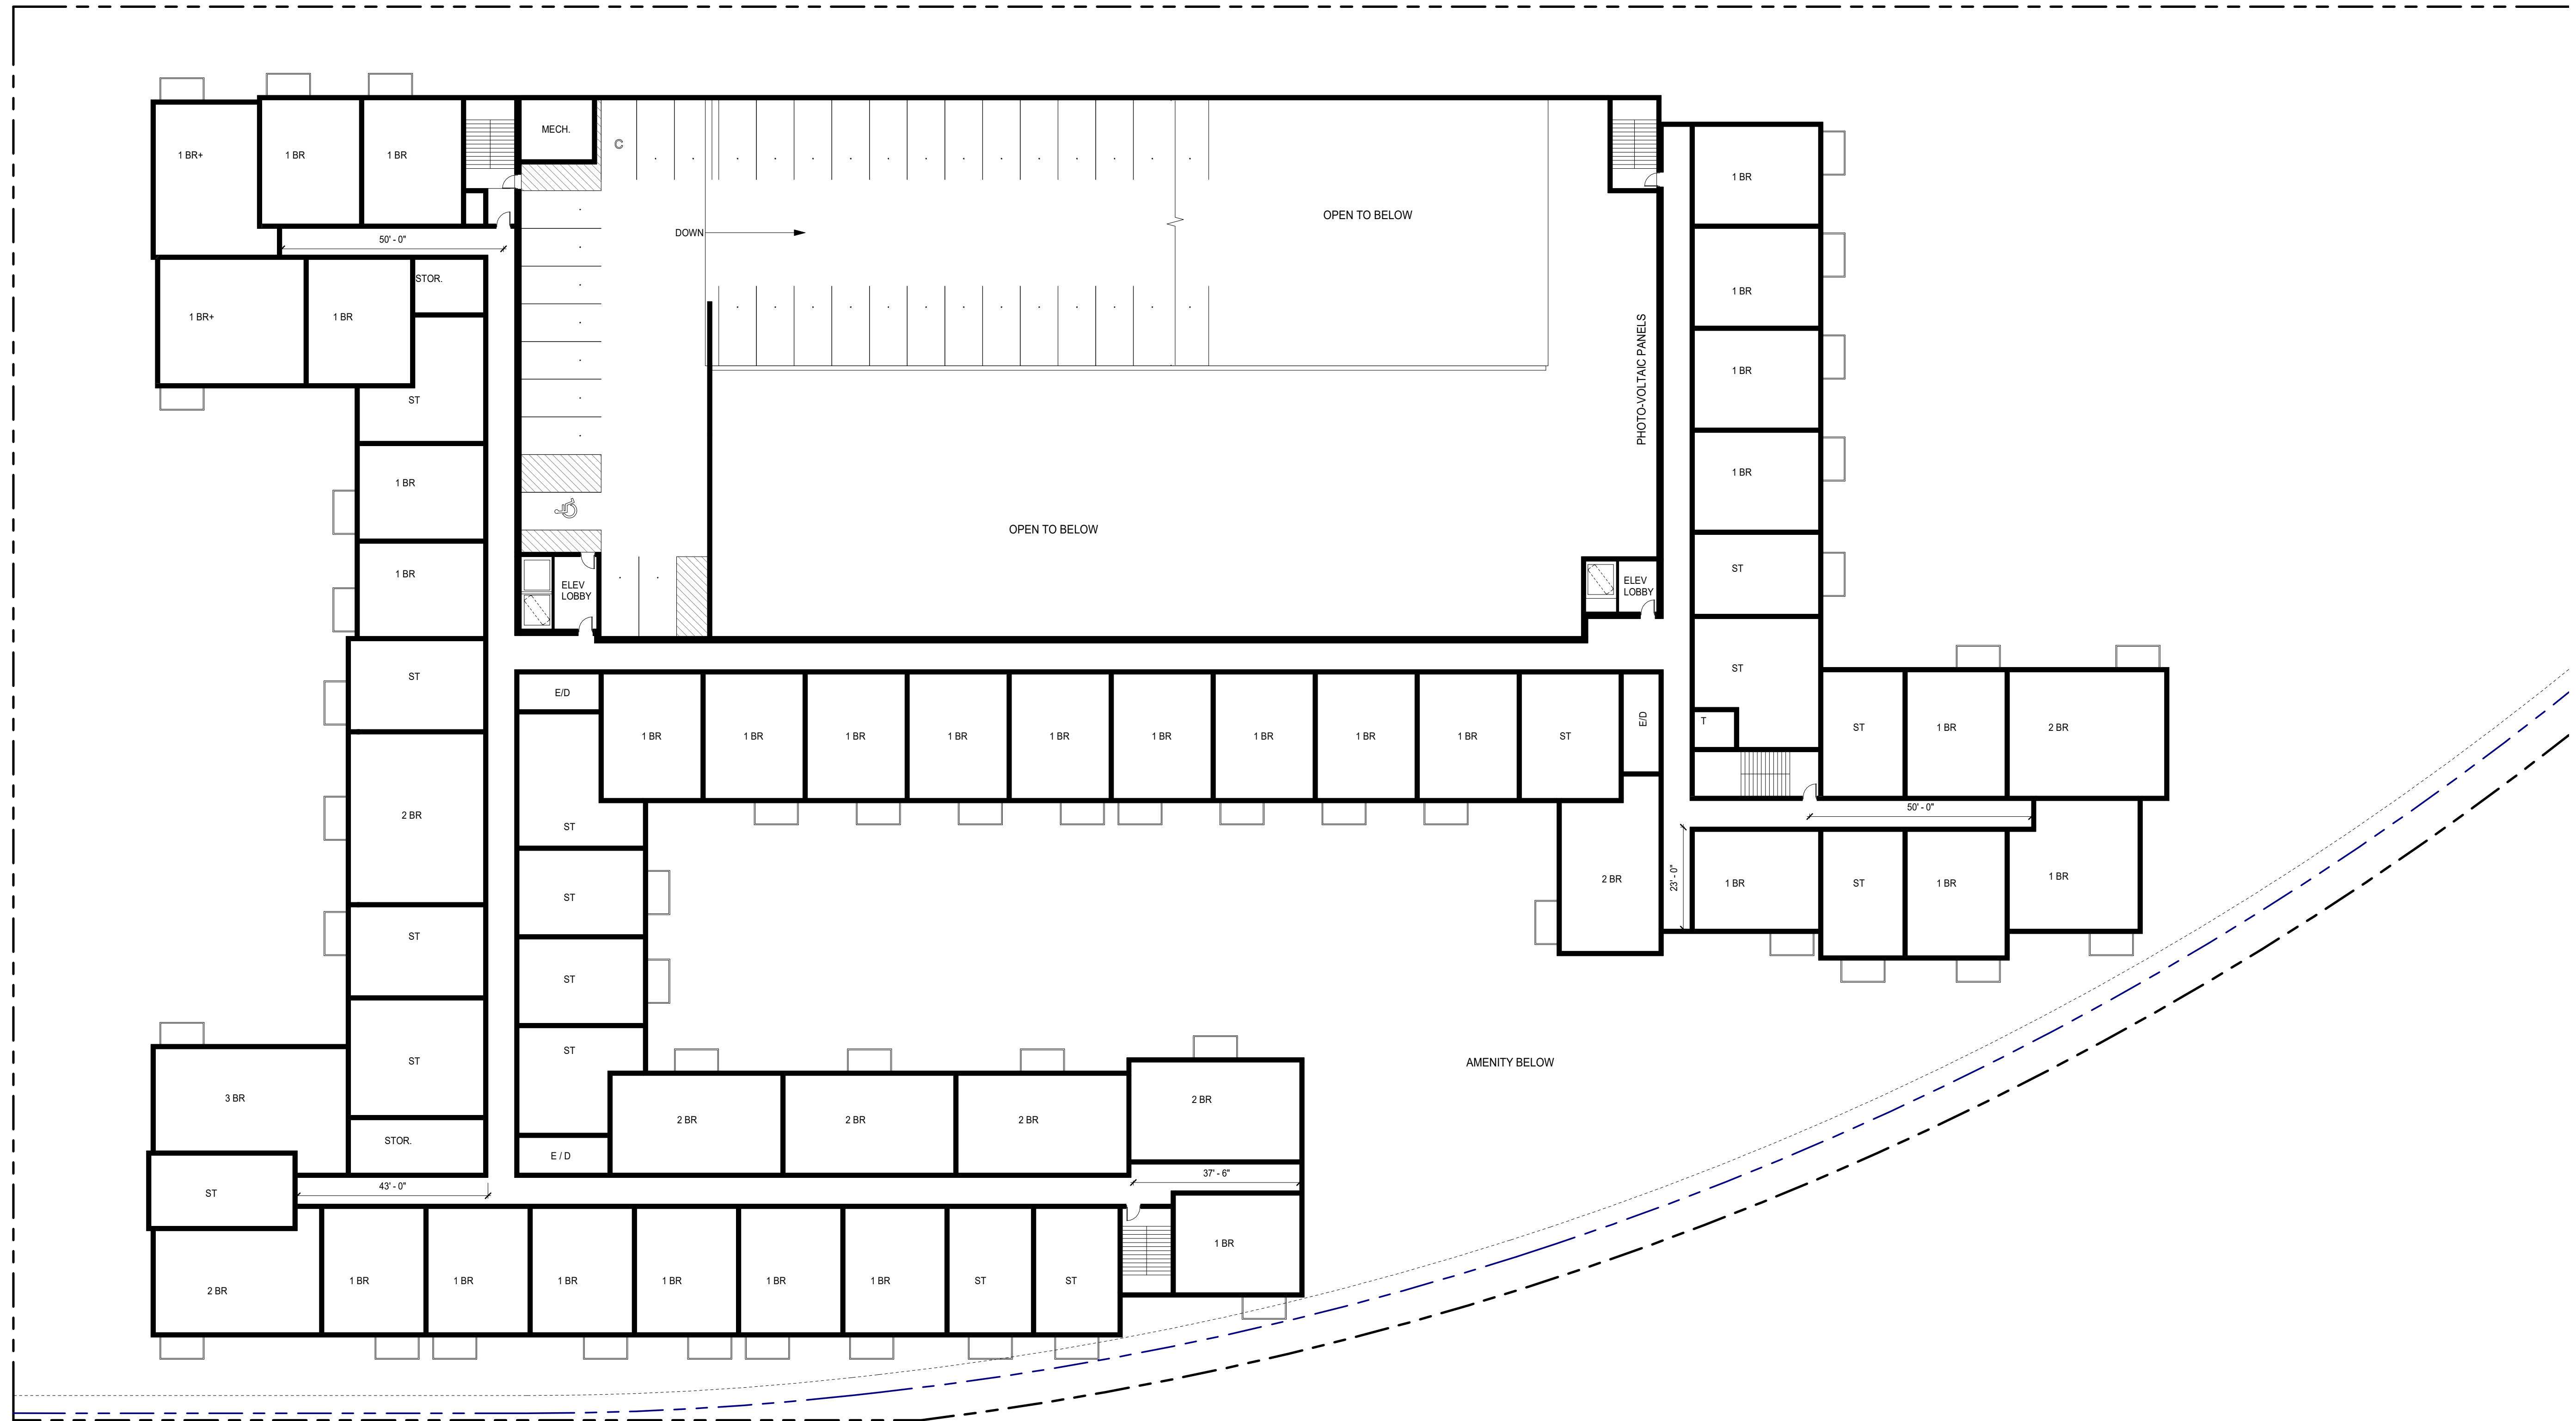 MECH.
C
1 BR+
1 BR
1 BR
1 BR
OPEN TO BELOW
DOWN
50' - 0"
STOR.
1 BR
1 BR+
1 BR
PHOTO-VOLTAIC PANELS
1 BR
ST
1 BR
1 BR
OPEN TO BELOW
ST
1 BR
ELEV
LOBBY
ELEV
LOBBY
ST
ST
E/D
T
E/D
1 BR
1 BR
1 BR
1 BR
1 BR
1 BR
1 BR
1 BR
1 BR
ST
ST
1 BR
2 BR
50' - 0"
2 BR
ST
23' - 0"
2 BR
1 BR
ST
1 BR
1 BR
ST
ST
ST
ST
ST
AMENITY BELOW
3 BR
2 BR
2 BR
2 BR
2 BR
STOR.
E / D
37' - 6"
43' - 0"
ST
1 BR
2 BR
1 BR
1 BR
1 BR
1 BR
1 BR
1 BR
ST
ST